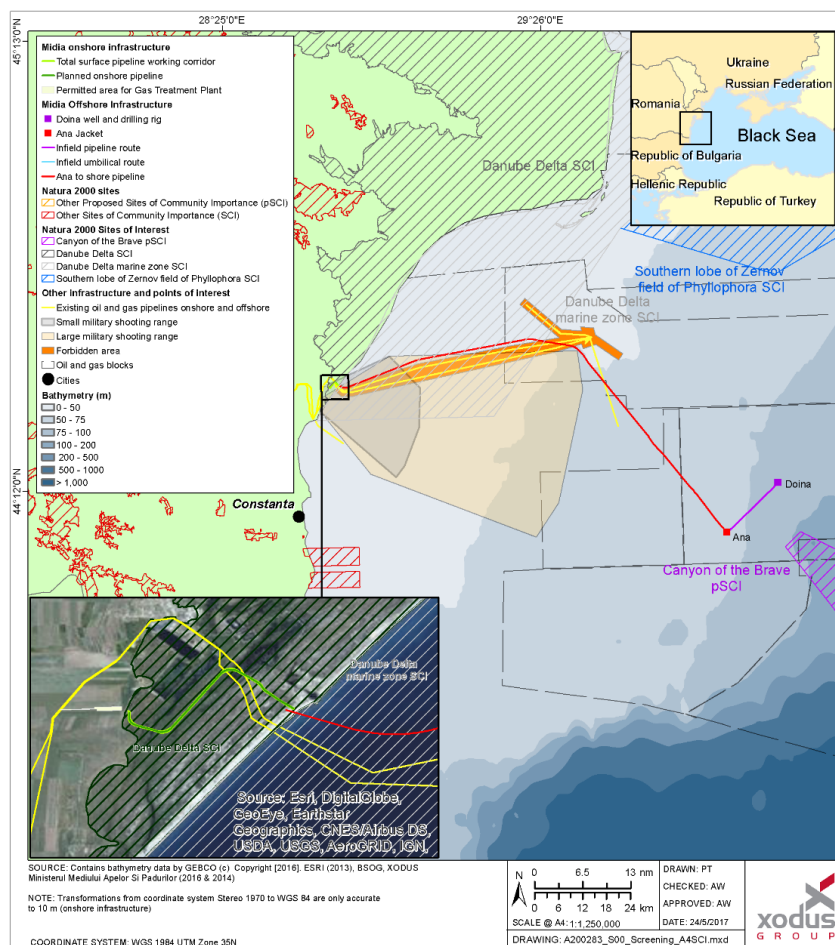 28°25'0"E
29°26'0"E
45°13'0"N
44°12'0"N
Midia onshore infrastructure
Total surface pipeline working corridor
Planned onshore pipeline
Permitted area for Gas Treatment Plant
Midia Offshore Infrastructure
Doina well and drilling rig
Ana Jacket
Infield pipeline route
Infield umbilical route
Ana to shore pipeline
Natura 2000 sites
Other Proposed Sites of Community Importance (pSCI)
Other Sites of Community Importance (SCI)
Natura 2000 Sites of Interest
Canyon of the Brave pSCI
Danube Delta SCI
Danube Delta marine zone SCI
Southern lobe of Zernov field of Phyllophora SCI
Other Infrastructure and points of Interest
Existing oil and gas pipelines onshore and offshore
Small military shooting range
Large military shooting range
Forbidden area
Oil and gas blocks
Cities
Bathymetry (m)
0 - 50
50 - 75
75 - 100
100 - 200
200 - 500
500 - 1000
> 1,000
Ukraine
Russian Federation
Romania
Black Sea
Republic of Bulgaria
Hellenic Republic
Republic of Turkey
Danube Delta SCI
Southern lobe of Zernov
field of Phyllophora SCI
Danube Delta
marine zone SCI
Constanta
Doina
Ana
Canyon of the Brave
pSCI
Danube Delta
marine zone SCI
Danube Delta SCI
Source: Esri, DigitalGlobe,
GeoEye, Earthstar
Geographics, CNES/Airbus DS,
USDA, USGS, AeroGRID, IGN,
SOURCE: Contains bathymetry data by GEBCO (c) Copyright [2016]. ESRI (2013), BSOG, XODUS
Ministerul Mediului Apelor Si Padurilor (2016 & 2014)
NOTE: Transformations from coordinate system Stereo 1970 to WGS 84 are only accurate
to 10 m (onshore infrastructure)
COORDINATE SYSTEM: WGS 1984 UTM Zone 35N
N
0 6.5 13 nm
0 6 12 18 24 km
SCALE @ A4: 1:1,250,000
DRAWN: PT
CHECKED: AW
APPROVED: AW
DATE: 24/5/2017
DRAWING: A200283_S00_Screening_A4SCI.mxd
xodus
GROUP